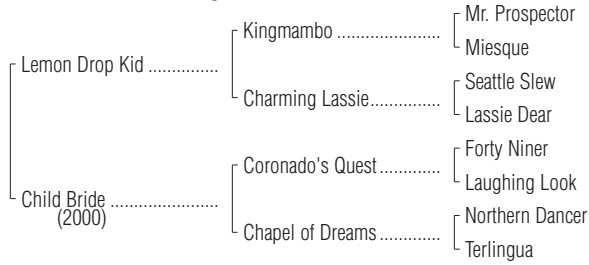 Mr. Prospector
Kingmambo ..................
Miesque
Lemon Drop Kid ...............
Seattle Slew
Charming Lassie...............
Lassie Dear
Forty Niner
Coronado's Quest.............
Laughing Look
Child Bride .......................
(2000)
Northern Dancer
Chapel of Dreams.............
Terlingua